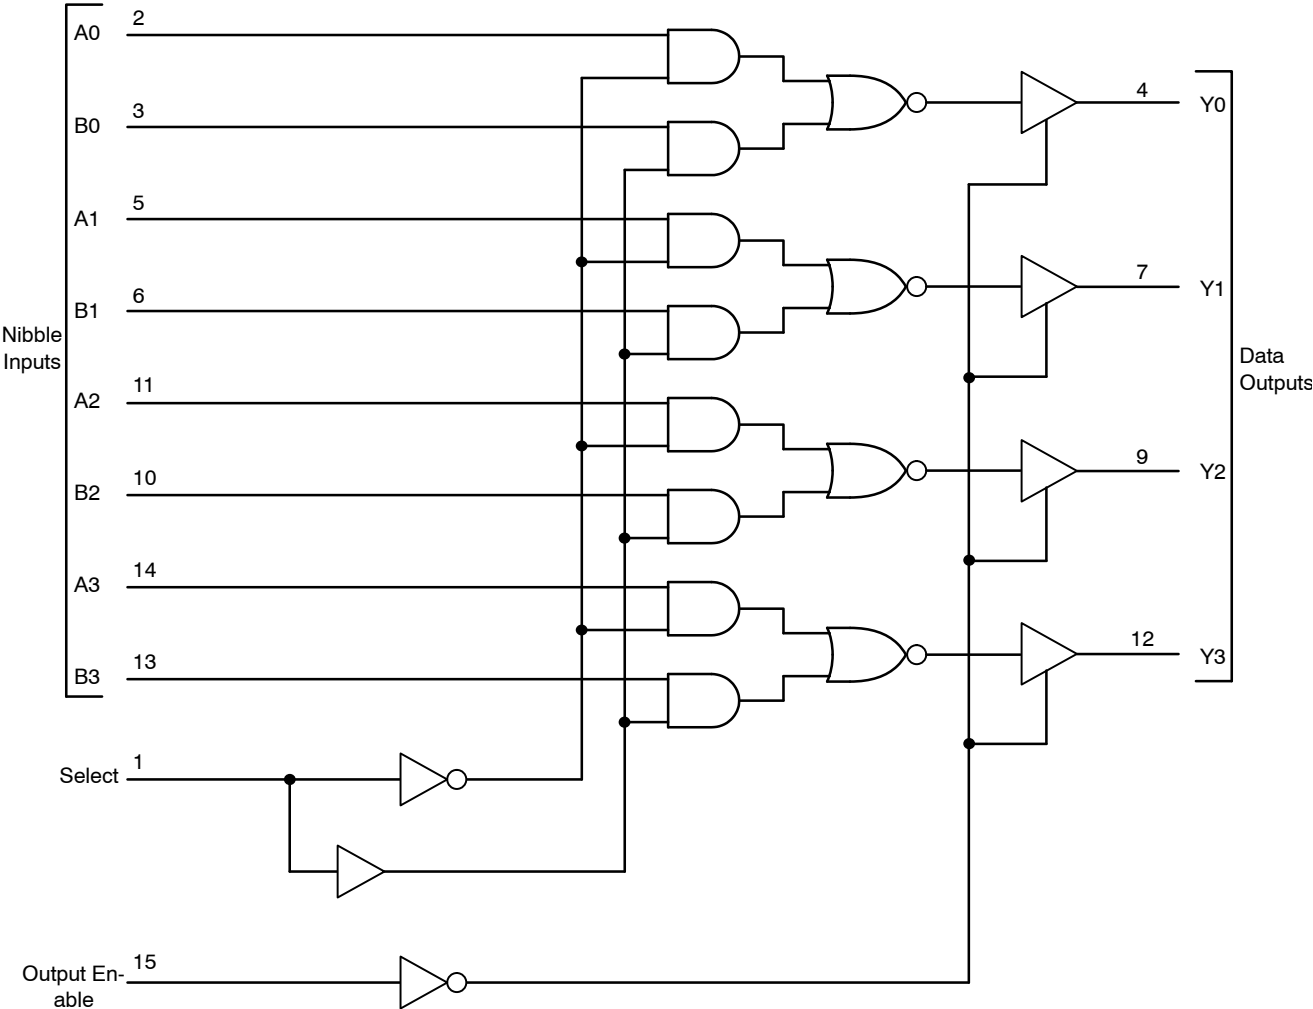 A0 2
B0 3
A1 5
B1 6
Nibble
Inputs
A2 11
B2 10
A3 14
B3 13
Select 1
Output En-
able
15
4 Y0
7 Y1
Data
Outputs
9 Y2
12 Y3